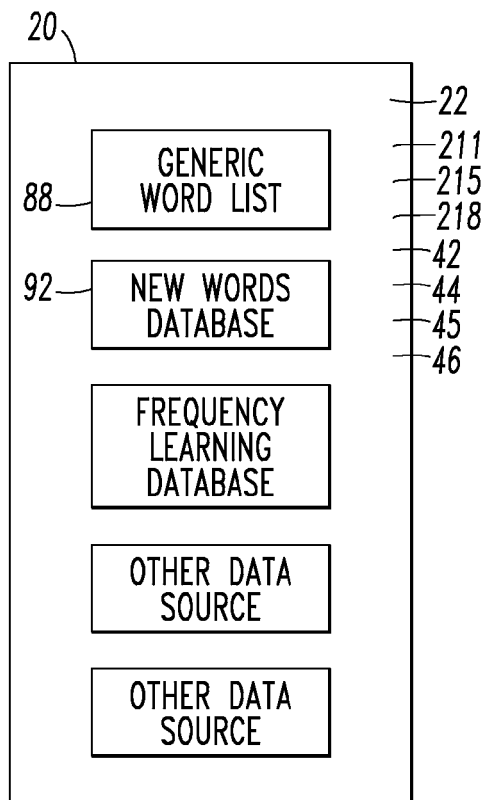 20
22
211
GENERIC
WORD LIST
215
88
218
42
92
NEW WORDS
DATABASE
44
45
46
FREQUENCY
LEARNING
DATABASE
OTHER DATA
SOURCE
OTHER DATA
SOURCE